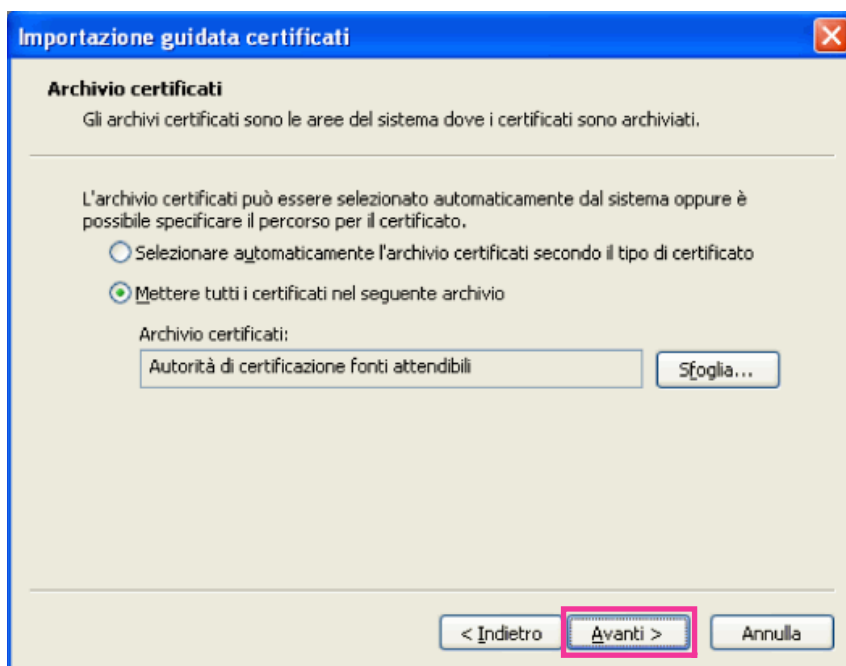 Importazione guidata certificati
Archivio certificati
Gli archivi certificati sono le aree del sistema dove i certificati sono archiviati.
L'archivio certificati può essere selezionato automaticamente dal sistema oppure è
possibile specificare il percorso per il certificato.
Selezionare automaticamente l'archivio certificati secondo il tipo di certificato
Mettere tutti i certificati nel seguente archivio
Archivio certificati:
Autorità di certificazione fonti attendibili
Sfoglia...
< Indietro
Avanti >
Annulla